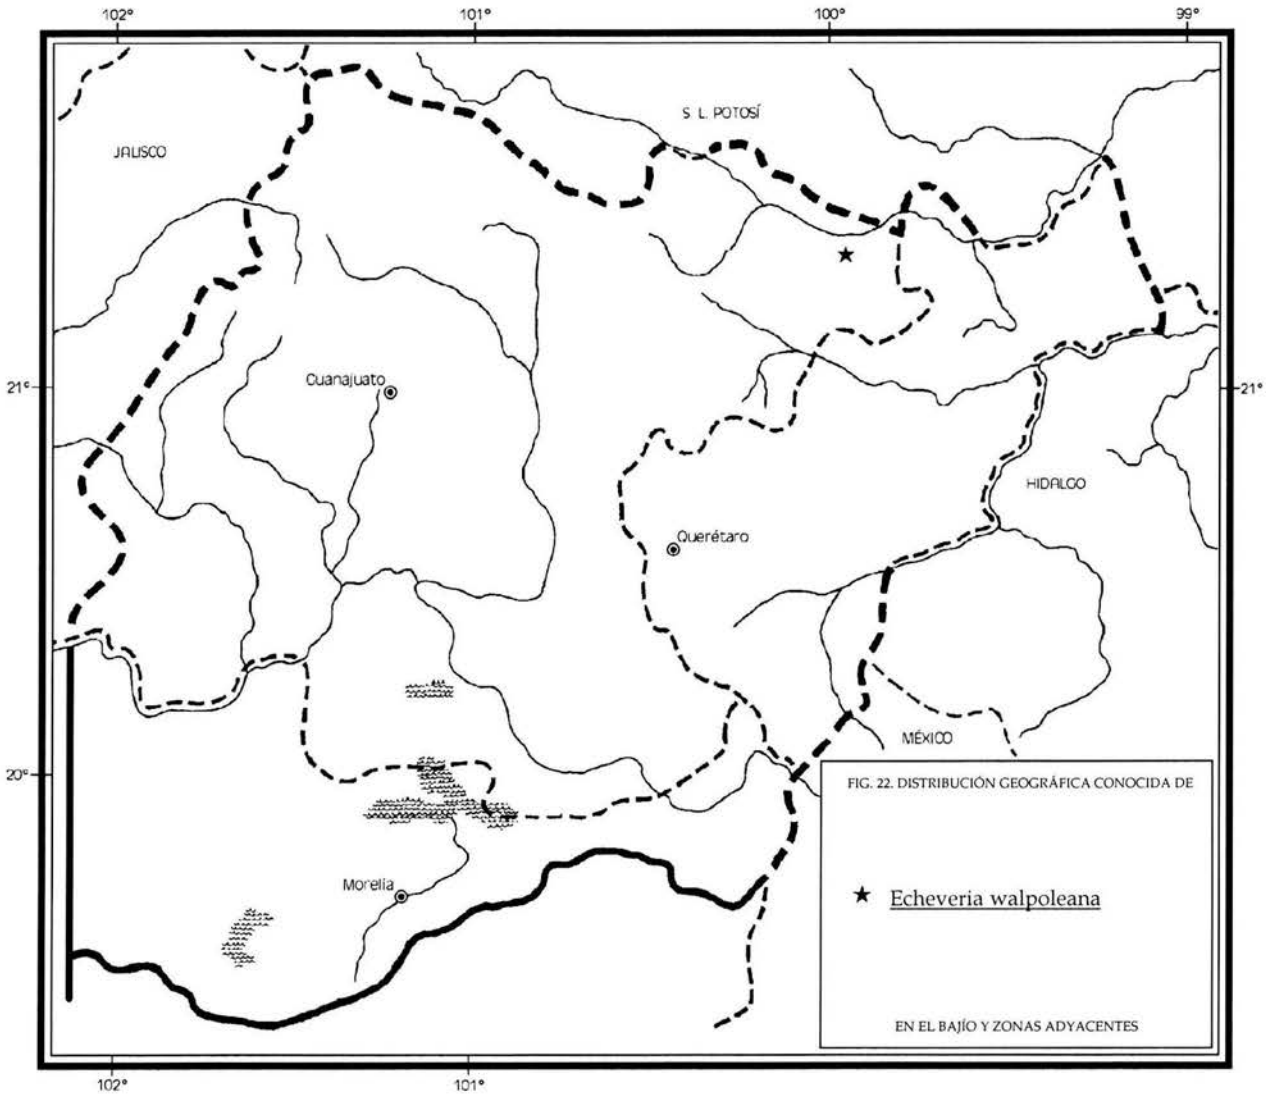 102° 101° 100° 99°
S. L. POTOSÍ
JALISCO
Guanajuato
21° 21°
HIDALGO
Querétaro
MÉXICO
20°
FIG. 22. DISTRIBUCIÓN GEOGRÁFICA CONOCIDA DE
Morelia
★ Echeveria walpoleana
EN EL BAJÍO Y ZONAS ADYACENTES
102° 101°